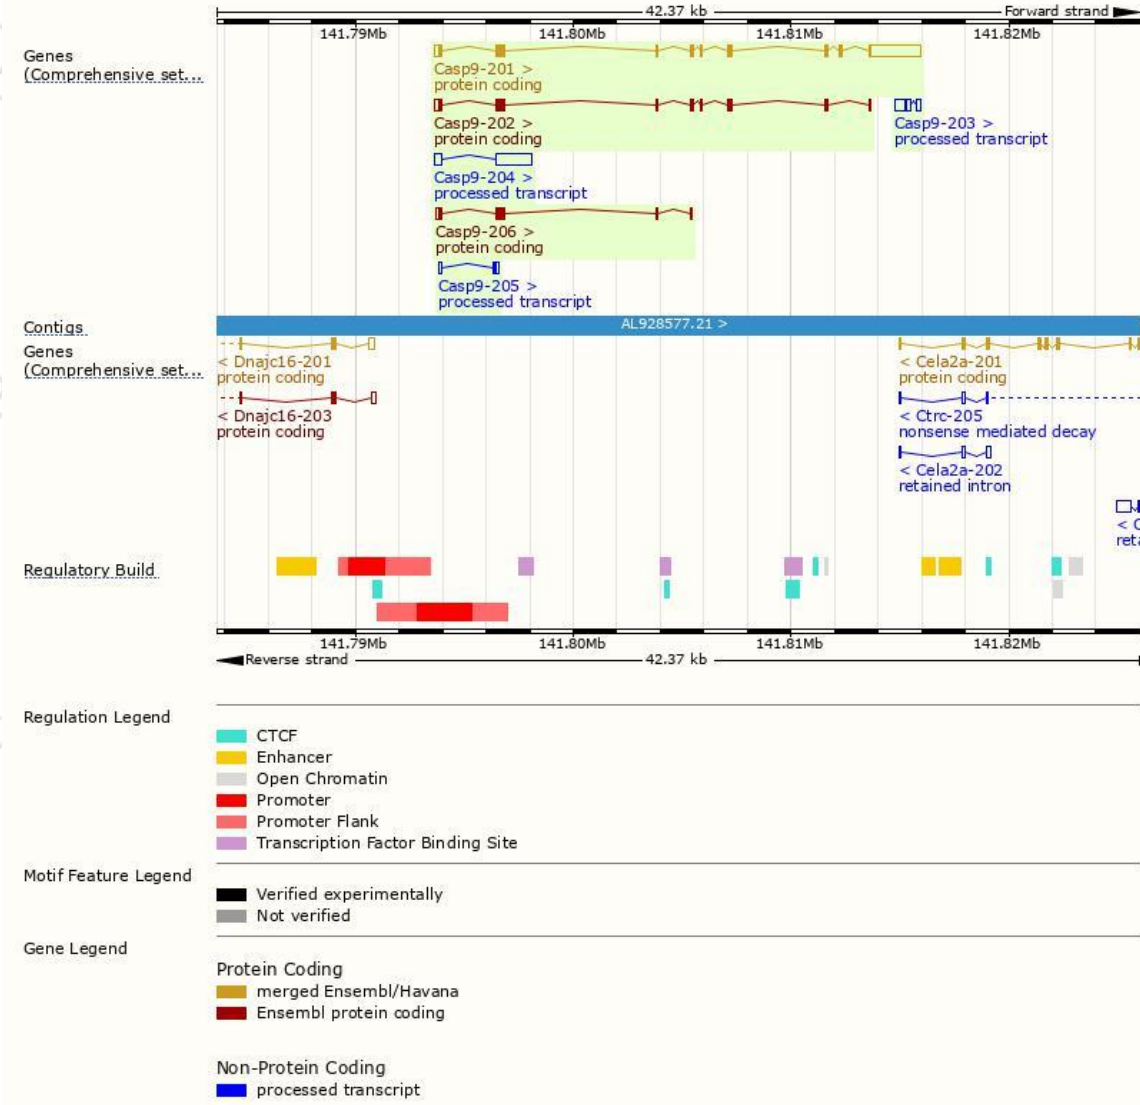 42.37 kb Forward strand
141.79Mb 141.80Mb 141.81Mb 141.82Mb
Genes
(Comprehensive set...
Casp9-201 >
protein coding
Casp9-202 > Casp9-203 >
protein coding processed transcript
Casp9-204 >
processed transcript
Casp9-206 >
protein coding
Casp9-205 >
processed transcript
Contigs AL928577.21 >
Genes
(Comprehensive set...
< Dnajc16-201 < Cela2a-201
protein coding protein coding
< Dnajc16-203 < Ctrc-205
protein coding nonsense mediated decay
< Cela2a-202
retained intron
< C
reta
Regulatory Build
141.79Mb 141.80Mb 141.81Mb 141.82Mb
Reverse strand 42.37 kb
Regulation Legend
CTCF
Enhancer
Open Chromatin
Promoter
Promoter Flank
Transcription Factor Binding Site
Motif Feature Legend
Verified experimentally
Not verified
Gene Legend
Protein Coding
merged Ensembl/Havana
Ensembl protein coding
Non-Protein Coding
processed transcript